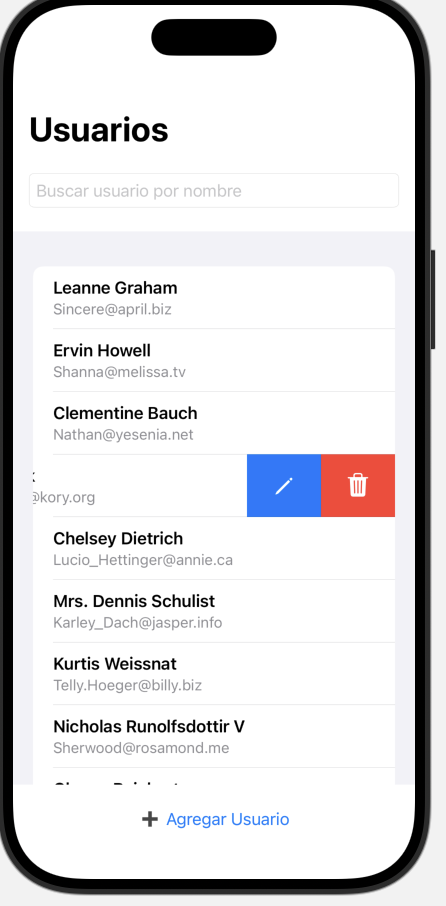 Usuarios
Buscar usuario por nombre
Leanne Graham
Sincere@april.biz
Ervin Howell
Shanna@melissa.tv
Clementine Bauch
Nathan@yesenia.net
@kory.org
Chelsey Dietrich
Lucio_Hettinger@annie.ca
Mrs. Dennis Schulist
Karley_Dach@jasper.info
Kurtis Weissnat
Telly.Hoeger@billy.biz
Nicholas Runolfsdottir V
Sherwood@rosamond.me
Agregar Usuario